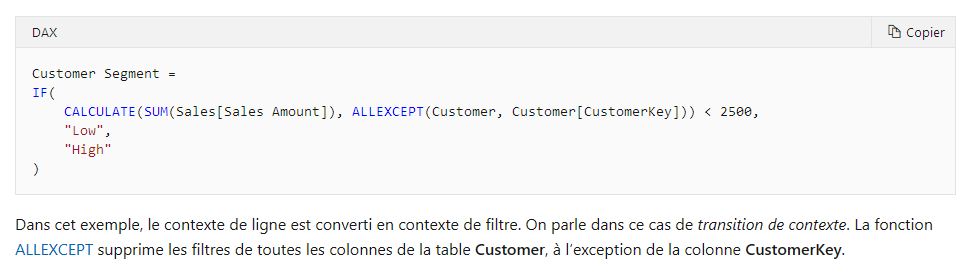 DAX
Copier
Customer Segment =
IF(
    CALCULATE(SUM(Sales[Sales Amount]), ALLEXCEPT(Customer, Customer[CustomerKey])) < 2500,
    "Low",
    "High"
)
Dans cet exemple, le contexte de ligne est converti en contexte de filtre. On parle dans ce cas de transition de contexte. La fonction
ALLEXCEPT supprime les filtres de toutes les colonnes de la table Customer, à l’exception de la colonne CustomerKey.